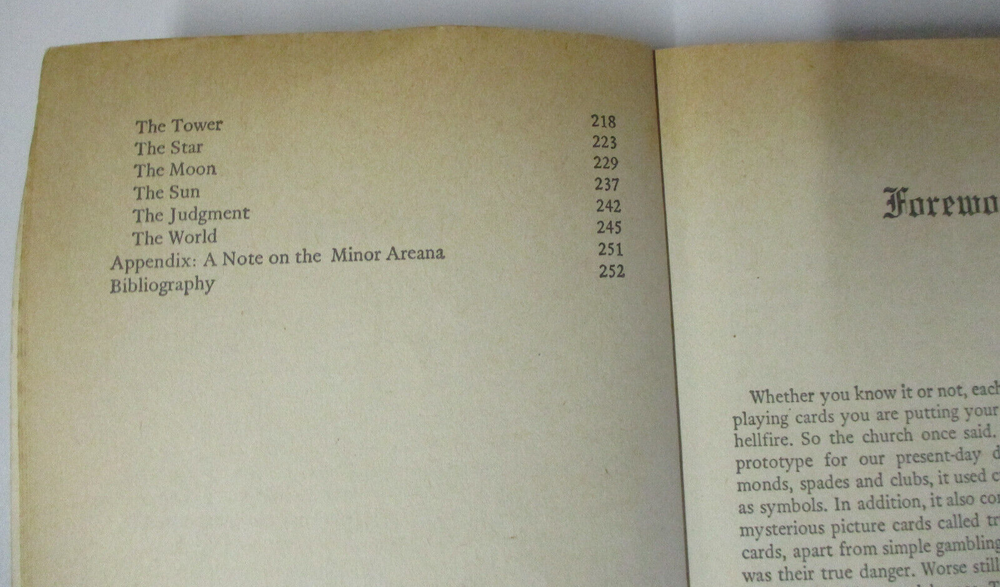 The Tower 218
The Star 223
The Moon 229
The Sun 237
The Judgment 242
The World 245
Appendix: A Note on the Minor Areana 251
Bibliography 252
Whether you know it or not,
playing cards you are putting your
hellfire. So the church once said.
prototype for our present-day
monds, spades and clubs, it used
as symbols. In addition, it also
mysterious picture cards called
cards, apart from simple gambling
was their true danger. Worse still